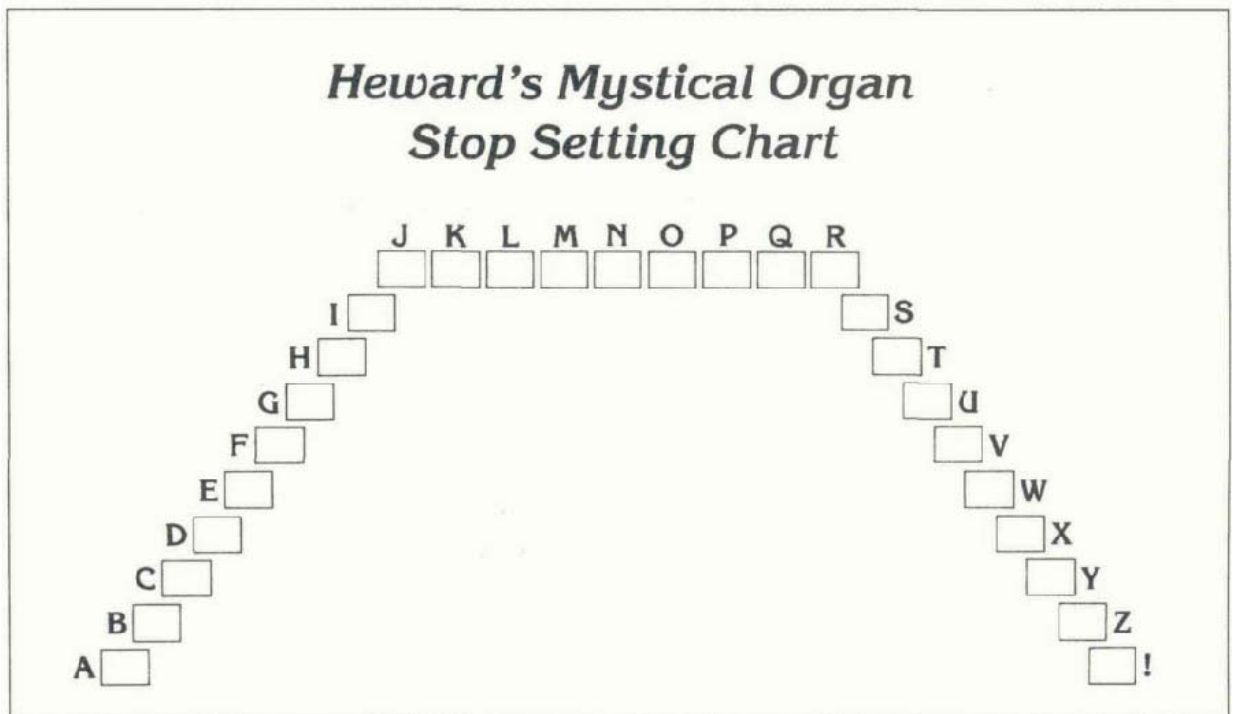 Heward's Mystical Organ
Stop Setting Chart
J K L M N O P Q R
I S
H T
G U
F V
E W
D X
C Y
B Z
A !